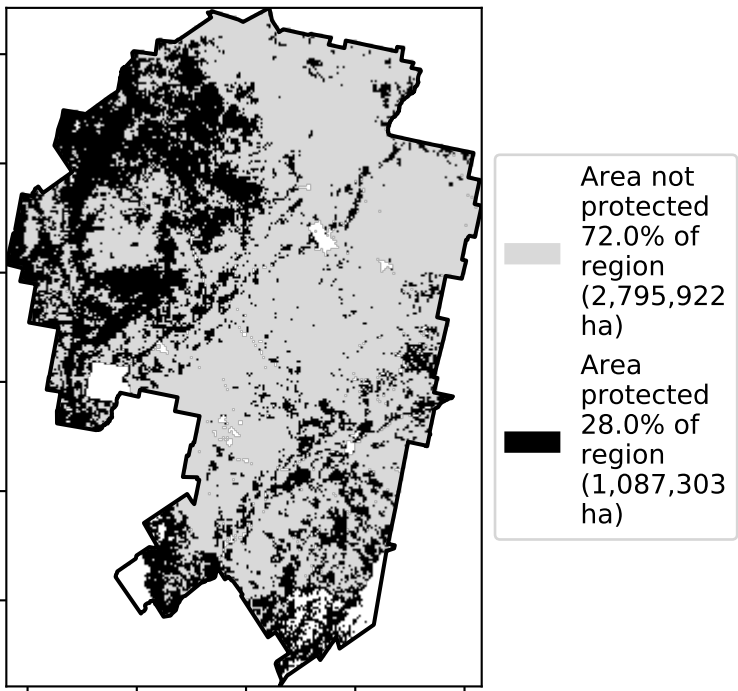 Area not
protected
72.0% of
region
(2,795,922
ha)
Area
protected
28.0% of
region
(1,087,303
ha)